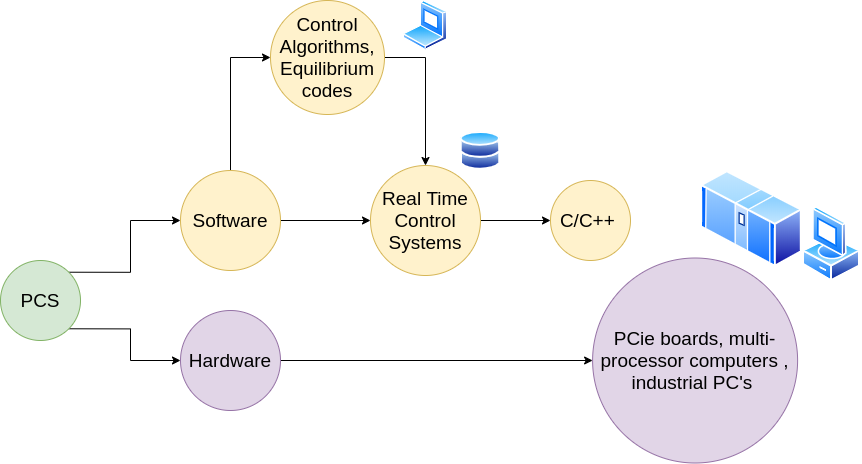 Control
Algorithms,
Equilibrium
codes
Software
Real Time
Control
Systems
C/C++
PCS
Hardware
PCie boards, multi-
processor computers ,
industrial PC's